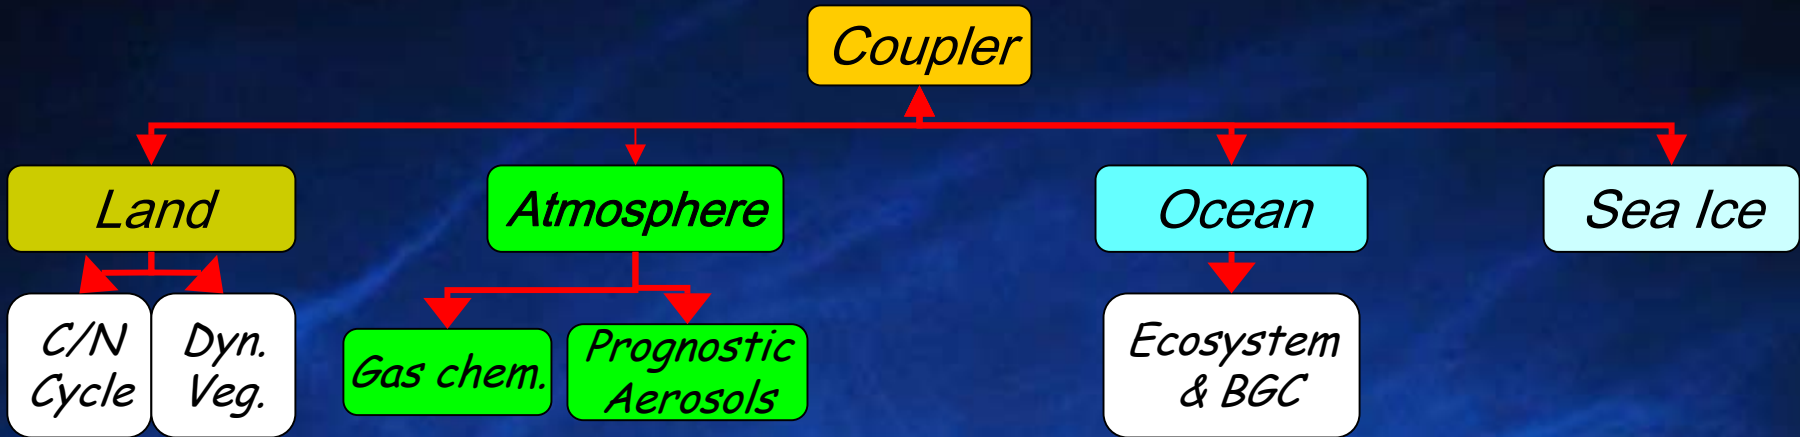 Coupler
Land
Atmosphere
Ocean
Sea Ice
C/N
Cycle
Dyn.
Veg.
Gas chem.
Prognostic
Aerosols
Ecosystem
& BGC